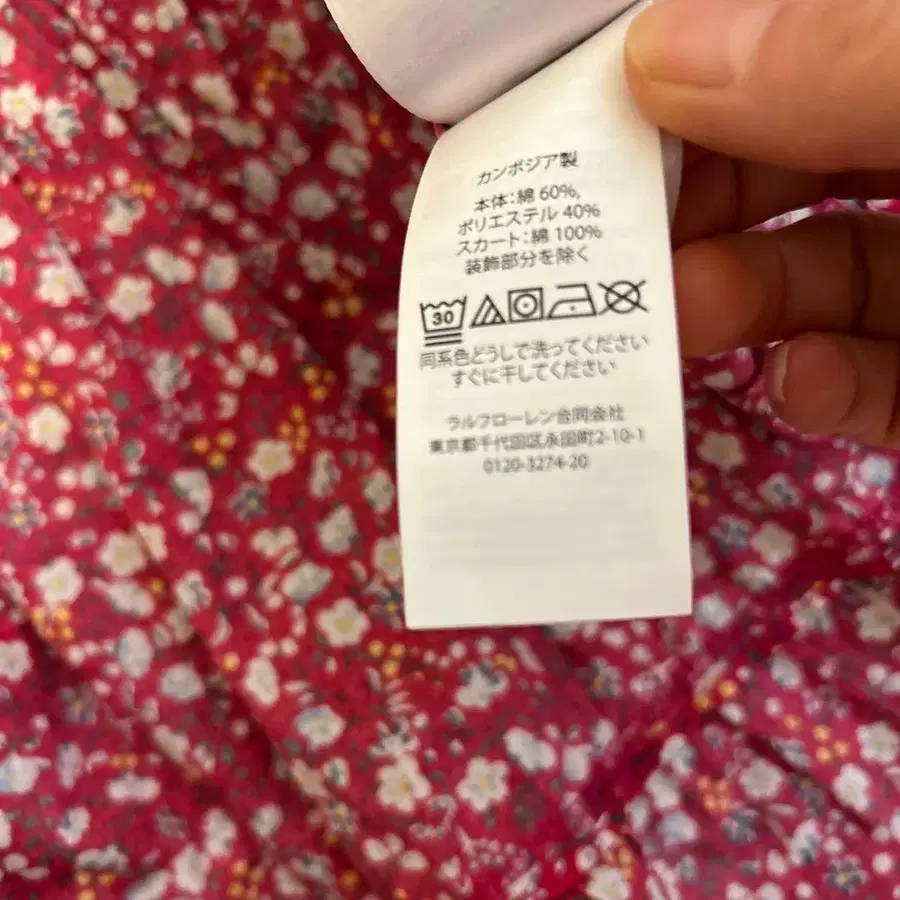 カンボジア製
本体：綿 60%,
ポリエステル 40%
スカート：綿 100%
装飾部分を除く
30
同系色どうしで洗ってください
すぐに干してください
ラルフローレン合同会社
東京都千代田区永田町2-10-1
0120-3274-20